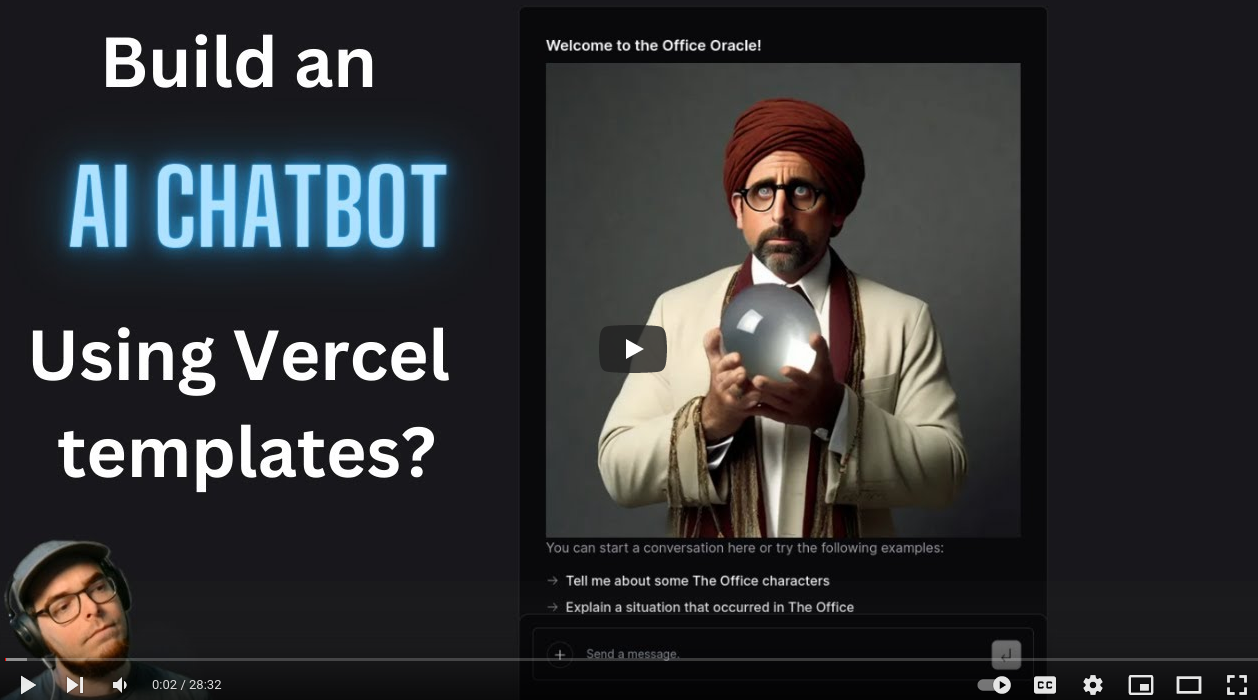 Build an
AI CHATBOT
Using Vercel
templates?
Welcome to the Office Oracle!
You can start a conversation here or try the following examples:
Tell me about some The Office characters
Explain a situation that occurred in The Office
Send a message.
0:02 / 28:32
CC